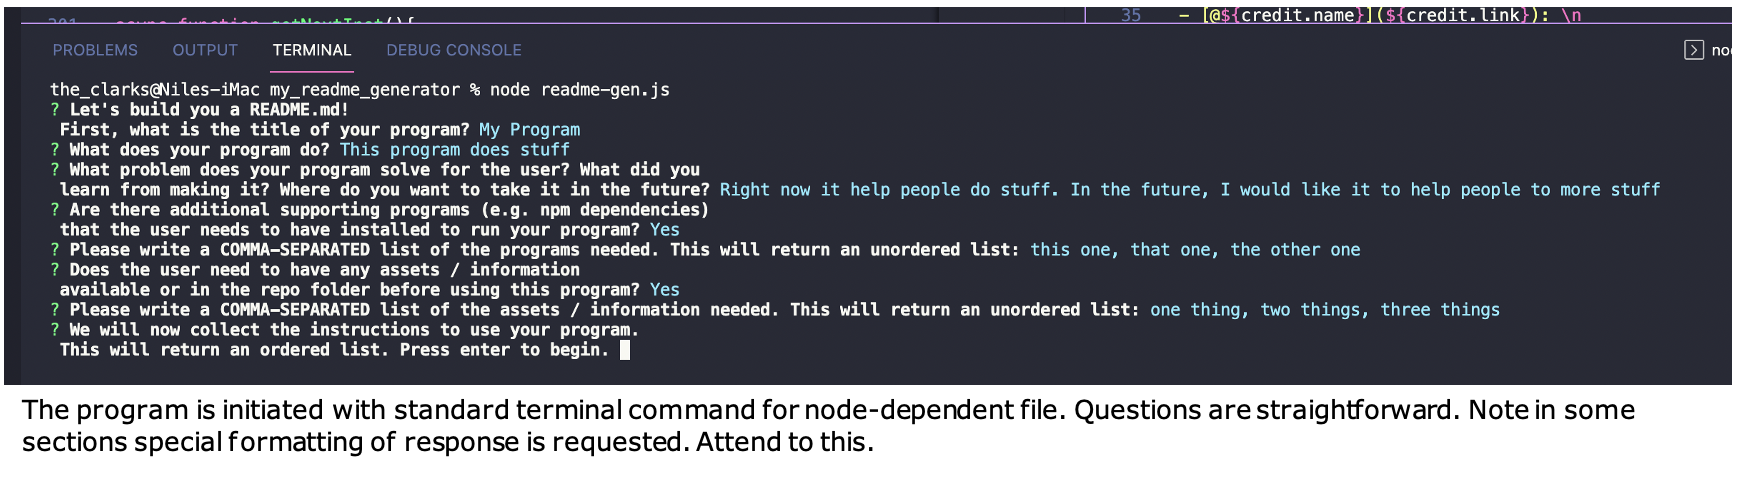 301 async function getNextInst(){
35 - [@${credit.name}](${credit.link}): \n
PROBLEMS OUTPUT TERMINAL DEBUG CONSOLE
the_clarks@Niles-iMac my_readme_generator % node readme-gen.js
? Let's build you a README.md!
First, what is the title of your program? My Program
? What does your program do? This program does stuff
? What problem does your program solve for the user? What did you
learn from making it? Where do you want to take it in the future? Right now it help people do stuff. In the future, I would like it to help people to more stuff
? Are there additional supporting programs (e.g. npm dependencies)
that the user needs to have installed to run your program? Yes
? Please write a COMMA-SEPARATED list of the programs needed. This will return an unordered list: this one, that one, the other one
? Does the user need to have any assets / information
available or in the repo folder before using this program? Yes
? Please write a COMMA-SEPARATED list of the assets / information needed. This will return an unordered list: one thing, two things, three things
? We will now collect the instructions to use your program.
This will return an ordered list. Press enter to begin.
The program is initiated with standard terminal command for node-dependent file. Questions are straightforward. Note in some
sections special formatting of response is requested. Attend to this.